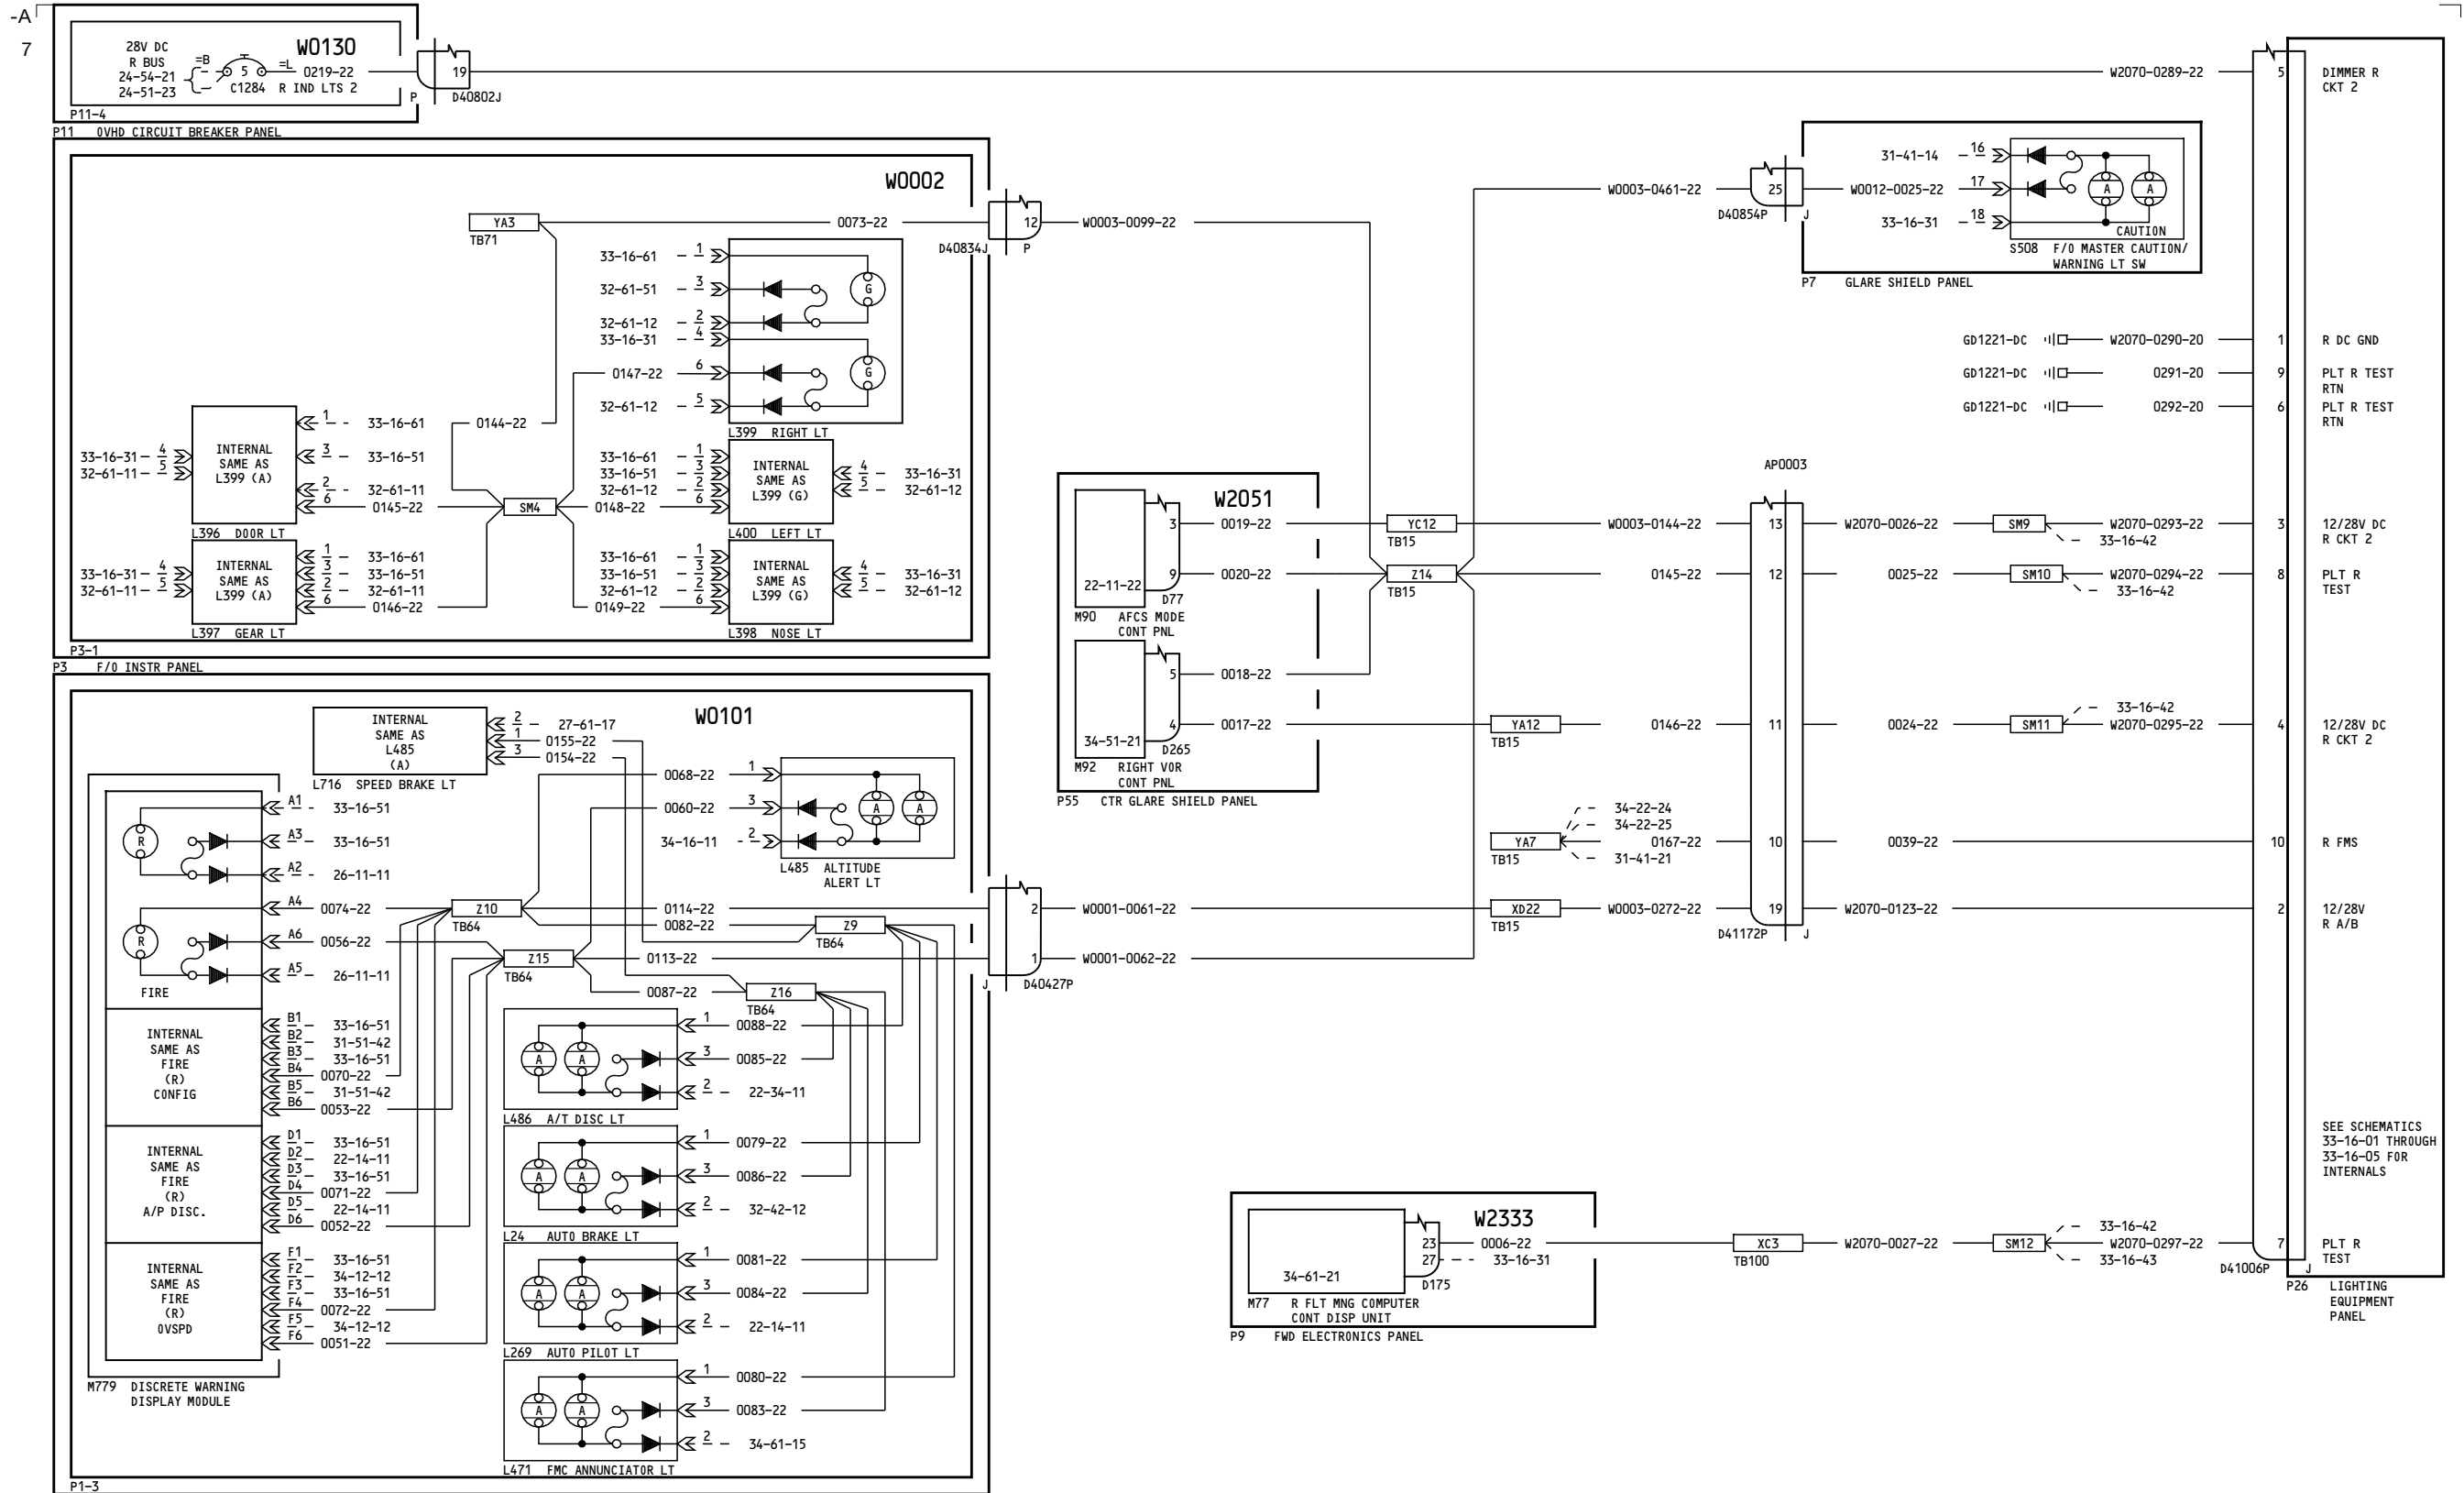 -A
7
28V DC
R BUS
24-54-21
24-51-23
=B
5
C1284
=L
W0130
0219-22
R IND LTS 2
P11-4
P11 OVHD CIRCUIT BREAKER PANEL
P
19
D40802J
W2070-0289-22
5
DIMMER R
CKT 2
W0002
YA3
TB71
0073-22
D40834J
12
P
W0003-0099-22
33-16-61 1
32-61-51 3
32-61-12 2
33-16-31 4
0147-22 6
32-61-12 5
G
G
L399 RIGHT LT
0144-22
33-16-31 4
32-61-11 5
INTERNAL
SAME AS
L399 (A)
1 33-16-61
3 33-16-51
2 32-61-11
6 0145-22
L396 DOOR LT
33-16-31 4
32-61-11 5
INTERNAL
SAME AS
L399 (A)
1 33-16-61
3 33-16-51
2 32-61-11
6 0146-22
L397 GEAR LT
SM4
33-16-61 1
33-16-51 3
32-61-12 2
0148-22 6
INTERNAL
SAME AS
L399 (G)
4 33-16-31
5 32-61-12
L400 LEFT LT
33-16-61 1
33-16-51 3
32-61-12 2
0149-22 6
INTERNAL
SAME AS
L399 (G)
4 33-16-31
5 32-61-12
L398 NOSE LT
P3-1
P3 F/O INSTR PANEL
W0003-0461-22
25
D40854P
J
31-41-14 16
W0012-0025-22 17
33-16-31 18
A
A
CAUTION
S508 F/O MASTER CAUTION/
WARNING LT SW
P7 GLARE SHIELD PANEL
GD1221-DC W2070-0290-20 1 R DC GND
GD1221-DC 0291-20 9 PLT R TEST
RTN
GD1221-DC 0292-20 6 PLT R TEST
RTN
W2051
22-11-22
3
9
D77
M90 AFCS MODE
CONT PNL
0019-22
0020-22
34-51-21
5
4
D265
M92 RIGHT VOR
CONT PNL
0018-22
0017-22
P55 CTR GLARE SHIELD PANEL
YC12
TB15
Z14
TB15
YA12
TB15
YA7
TB15
34-22-24
34-22-25
0167-22
31-41-21
XD22
TB15
AP0003
W0003-0144-22 13 W2070-0026-22 SM9 W2070-0293-22 3 12/28V DC
R CKT 2
33-16-42
0145-22 12 0025-22 SM10 W2070-0294-22 8 PLT R
TEST
33-16-42
33-16-42
0146-22 11 0024-22 SM11 W2070-0295-22 4 12/28V DC
R CKT 2
10 0039-22 10 R FMS
W0003-0272-22 19 W2070-0123-22 2 12/28V
R A/B
D41172P J
W0101
INTERNAL
SAME AS
L485
(A)
2 27-61-17
1 0155-22
3 0154-22
L716 SPEED BRAKE LT
0068-22 1
0060-22 3
34-16-11 2
A
A
L485 ALTITUDE
ALERT LT
R
A1 33-16-51
A3 33-16-51
A2 26-11-11
R
A4 0074-22
A6 0056-22
A5 26-11-11
FIRE
INTERNAL
SAME AS
FIRE
(R)
CONFIG
B1 33-16-51
B2 31-51-42
B3 33-16-51
B4 0070-22
B5 31-51-42
B6 0053-22
INTERNAL
SAME AS
FIRE
(R)
A/P DISC.
D1 33-16-51
D2 22-14-11
D3 33-16-51
D4 0071-22
D5 22-14-11
D6 0052-22
INTERNAL
SAME AS
FIRE
(R)
OVSPD
F1 33-16-51
F2 34-12-12
F3 33-16-51
F4 0072-22
F5 34-12-12
F6 0051-22
M779 DISCRETE WARNING
DISPLAY MODULE
Z10
TB64
Z15
TB64
0114-22
0082-22
Z9
TB64
0113-22
0087-22
Z16
TB64
2
1
J
D40427P
W0001-0061-22
W0001-0062-22
A
A
1 0088-22
3 0085-22
2 22-34-11
L486 A/T DISC LT
A
A
1 0079-22
3 0086-22
2 32-42-12
L24 AUTO BRAKE LT
A
A
1 0081-22
3 0084-22
2 22-14-11
L269 AUTO PILOT LT
A
A
1 0080-22
3 0083-22
2 34-61-15
L471 FMC ANNUNCIATOR LT
P1-3
W2333
34-61-21
23 0006-22
27 33-16-31
D175
M77 R FLT MNG COMPUTER
CONT DISP UNIT
P9 FWD ELECTRONICS PANEL
XC3
TB100
W2070-0027-22
SM12
33-16-42
W2070-0297-22
33-16-43
7
PLT R
TEST
D41006P
J
SEE SCHEMATICS
33-16-01 THROUGH
33-16-05 FOR
INTERNALS
P26 LIGHTING
EQUIPMENT
PANEL